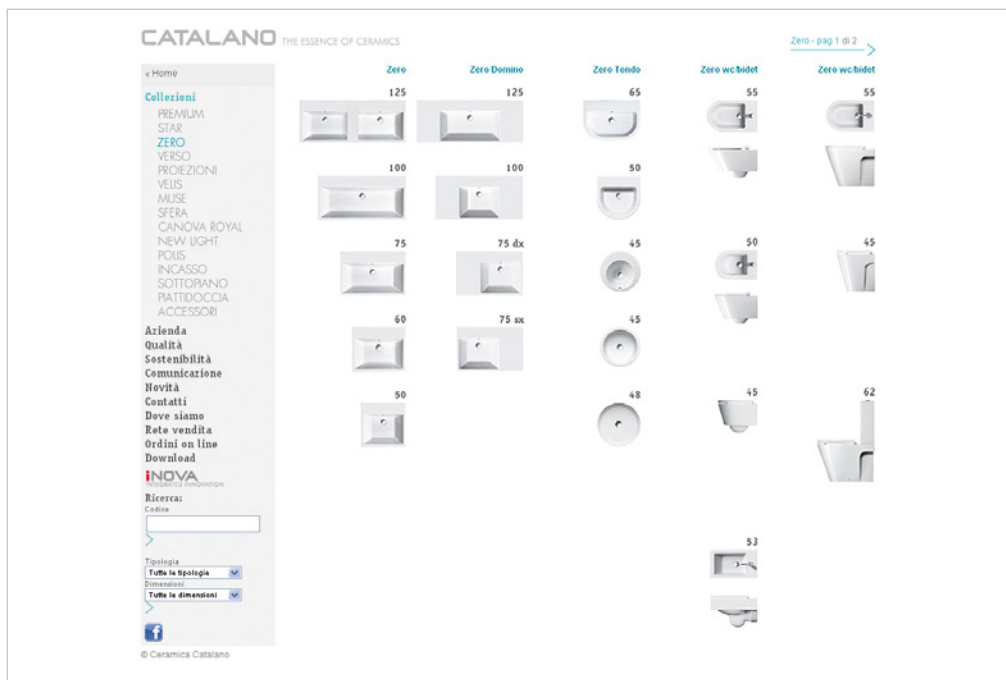 CATALANO THE ESSENCE OF CERAMICS
Zero - pag 1 di 2
< Home
Collezioni
PREMIUM
STAR
ZERO
VERSO
PROIEZIONI
VELIS
MUSE
SFERA
CANOVA ROYAL
NEW LIGHT
POLIS
INCASSO
SOTTOPIANO
PIATTIDOCCIA
ACCESSORI
Azienda
Qualità
Sostenibilità
Comunicazione
Novità
Contatti
Dove siamo
Rete vendita
Ordini on line
Download
iNOVA
INTEGRATED INNOVATION
Ricerca:
Codice
Tipologia
Tutte le tipologie
Dimensioni
Tutte le dimensioni
f
© Ceramica Catalano
Zero Zero Domino Zero Tondo Zero wc/bidet Zero wc/bidet
125 125 65 55 55
100 100 50
75 75 dx 45 50 45
60 75 sx 45
50 48 45 62
53